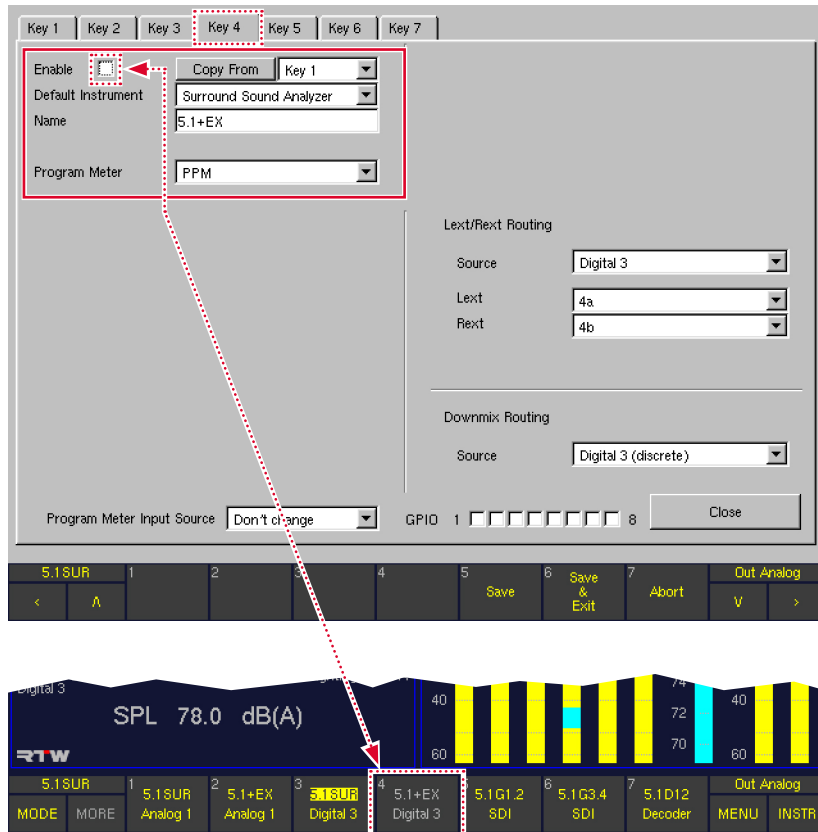 Key 1 Key 2 Key 3 Key 4 Key 5 Key 6 Key 7
Enable Copy From Key 1
Default Instrument Surround Sound Analyzer
Name 5.1+EX
Program Meter PPM
Lext/Rext Routing
Source Digital 3
Lext 4a
Rext 4b
Downmix Routing
Source Digital 3 (discrete)
Program Meter Input Source Don't change GPIO 1 8 Close
5.1SUR 1 2 3 4 5 6 7 Out Analog
< Λ Save Save & Exit Abort V >
Digital 3
SPL 78.0 dB(A)
40 74 72 70 40
RTW 60 60
5.1SUR 1 2 3 4 5 6 7 Out Analog
5.1SUR 5.1+EX 5.1SUR 5.1+EX 5.1G1.2 5.1G3.4 5.1D12
MODE MORE Analog 1 Analog 1 Digital 3 Digital 3 SDI SDI Decoder MENU INSTR